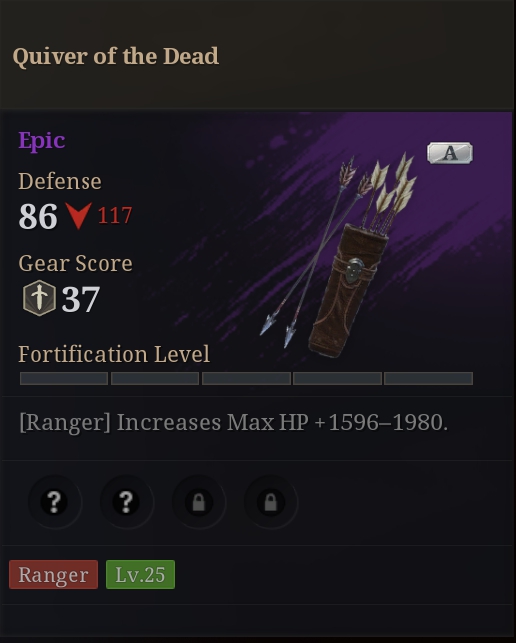 Quiver of the Dead
Epic
A
Defense
86 117
Gear Score
37
Fortification Level
[Ranger] Increases Max HP +1596–1980.
? ?
Ranger Lv.25